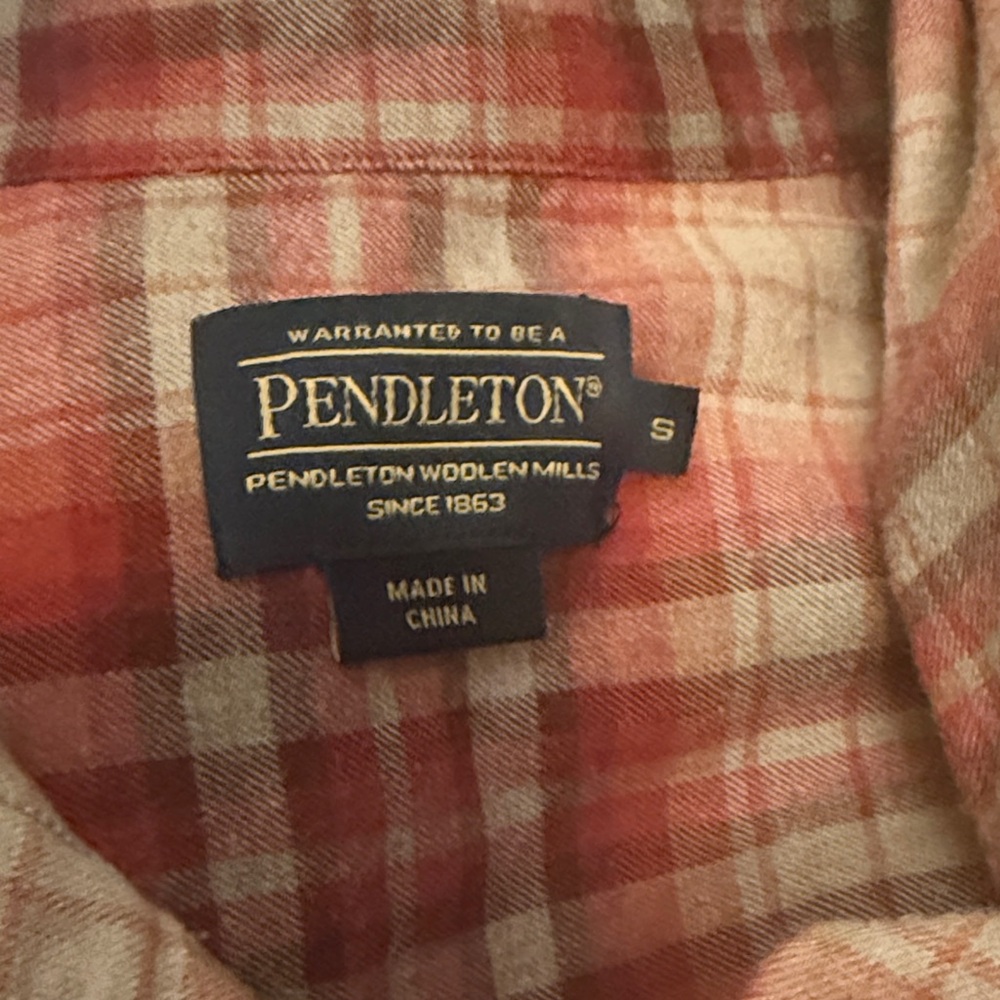 WARRANTED TO BE A
PENDLETON®
S
PENDLETON WOOLEN MILLS
SINCE 1863
MADE IN
CHINA